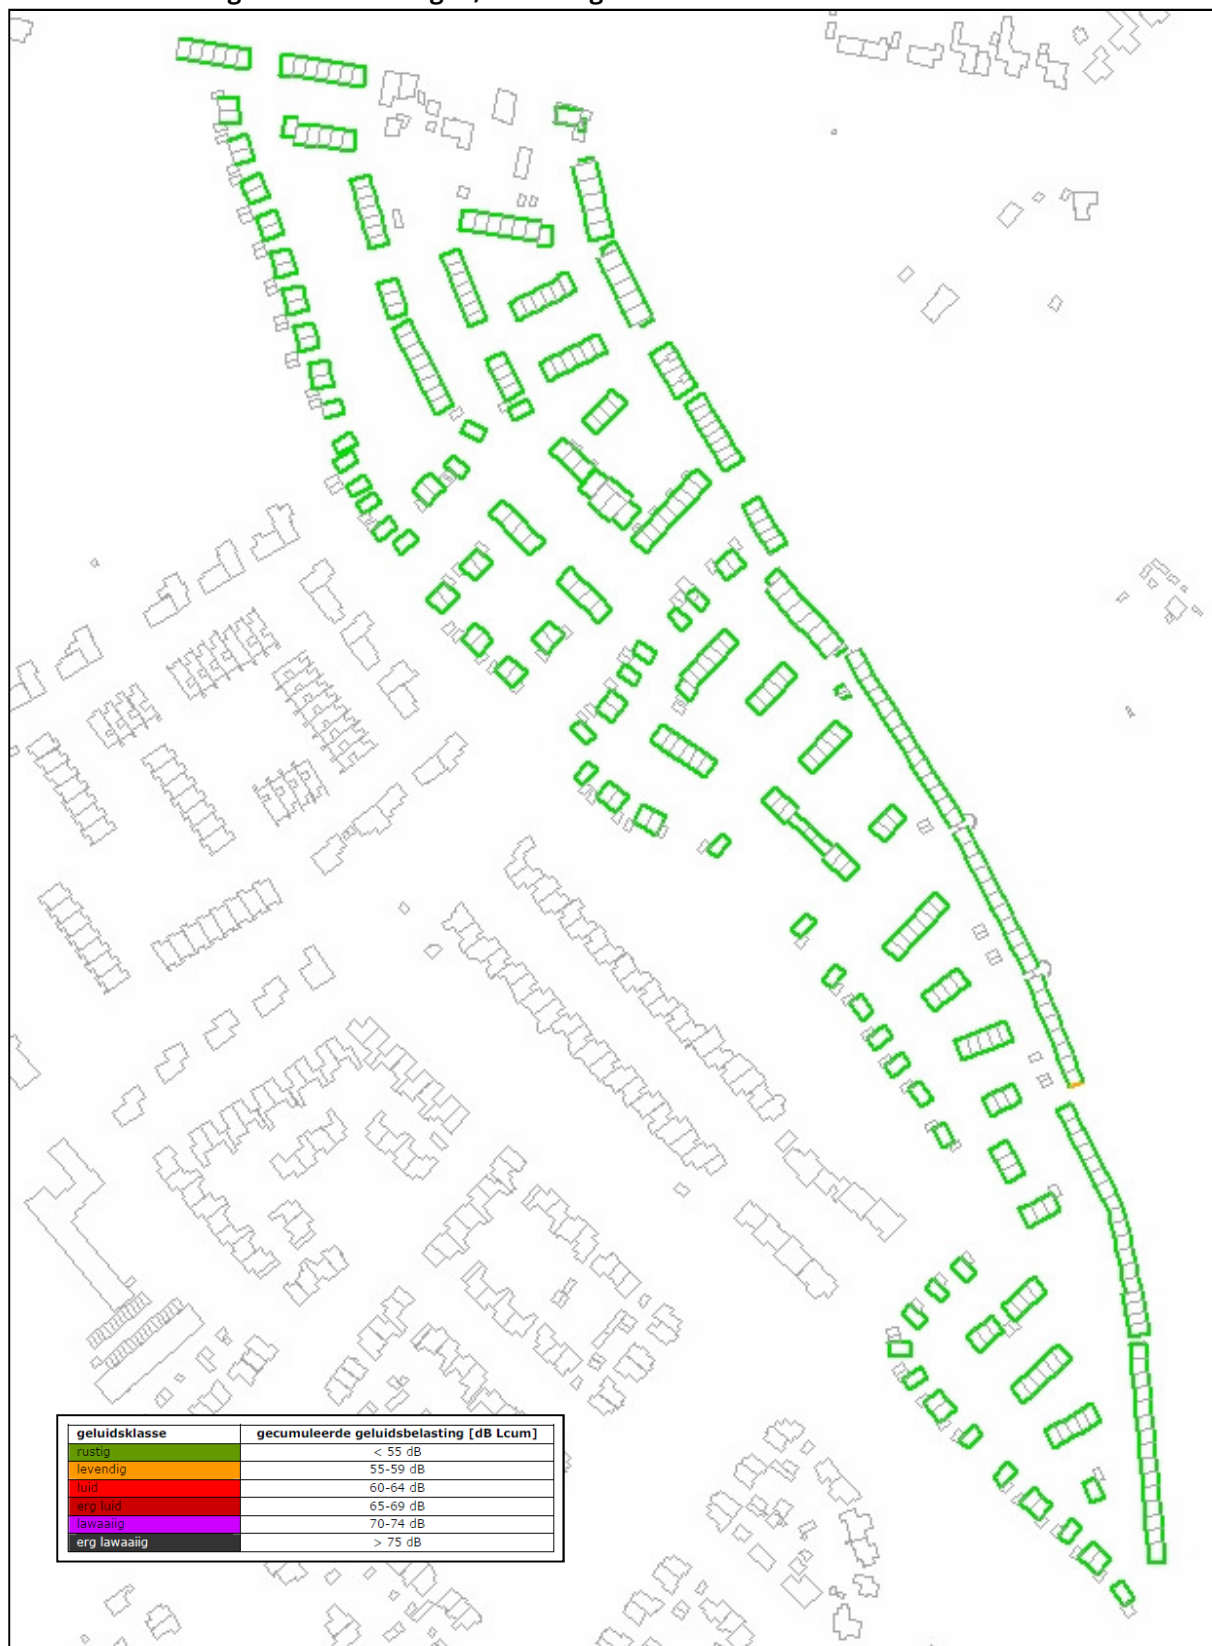 geluidsklasse gecumuleerde geluidsbelasting [dB Lcum]
rustig < 55 dB
levendig 55-59 dB
luid 60-64 dB
erg luid 65-69 dB
lawaaiig 70-74 dB
erg lawaaiig > 75 dB